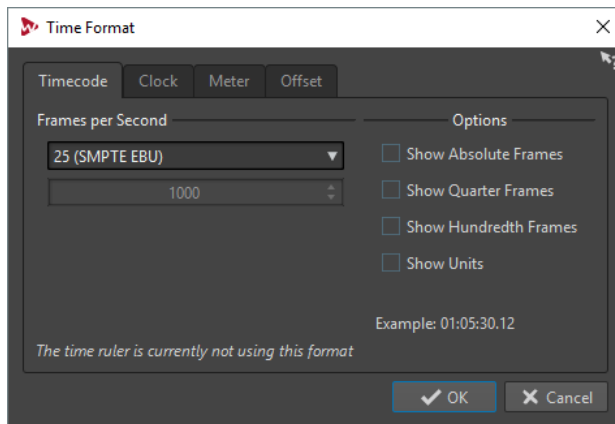 Time Format
Timecode Clock Meter Offset
Frames per Second
25 (SMPTE EBU)
1000
Options
Show Absolute Frames
Show Quarter Frames
Show Hundredth Frames
Show Units
Example: 01:05:30.12
The time ruler is currently not using this format
OK Cancel